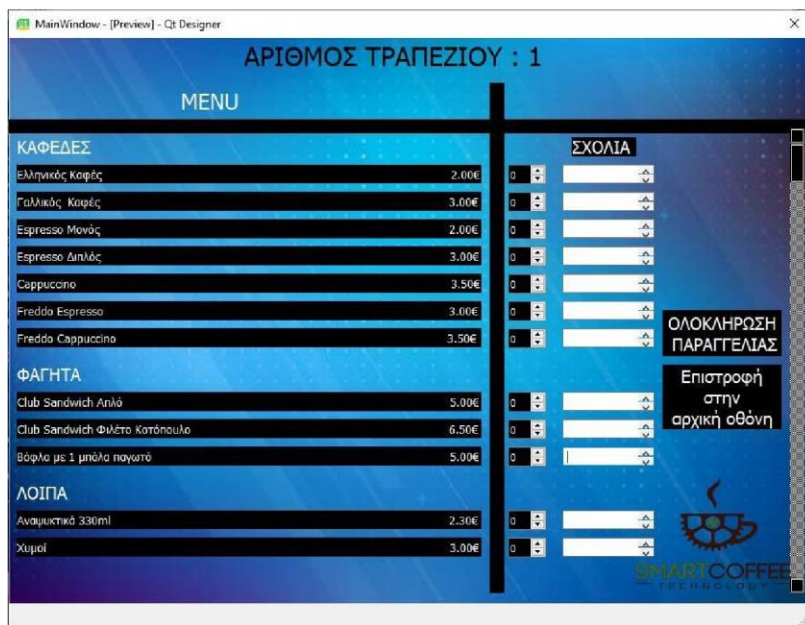 MainWindow - [Preview] - Qt Designer
ΑΡΙΘΜΟΣ ΤΡΑΠΕΖΙΟΥ : 1
MENU
ΚΑΦΕΔΕΣ
ΣΧΟΛΙΑ
Ελληνικός Καφές 2.00€ 0
Γαλλικός Καφές 3.00€ 0
Espresso Μονός 2.00€ 0
Espresso Διπλός 3.00€ 0
Cappuccino 3.50€ 0
Freddo Espresso 3.00€ 0
Freddo Cappuccino 3.50€ 0
ΟΛΟΚΛΗΡΩΣΗ
ΠΑΡΑΓΓΕΛΙΑΣ
ΦΑΓΗΤΑ
Επιστροφή
στην
αρχική οθόνη
Club Sandwich Απλό 5.00€ 0
Club Sandwich Φιλέτο Κοτόπουλο 6.50€ 0
Βάφλα με 1 μπάλα παγωτό 5.00€ 0
ΛΟΙΠΑ
Αναψυκτικά 330ml 2.30€ 0
Χυμοί 3.00€ 0
SMARTCOFFEE
TECHNOLOGY